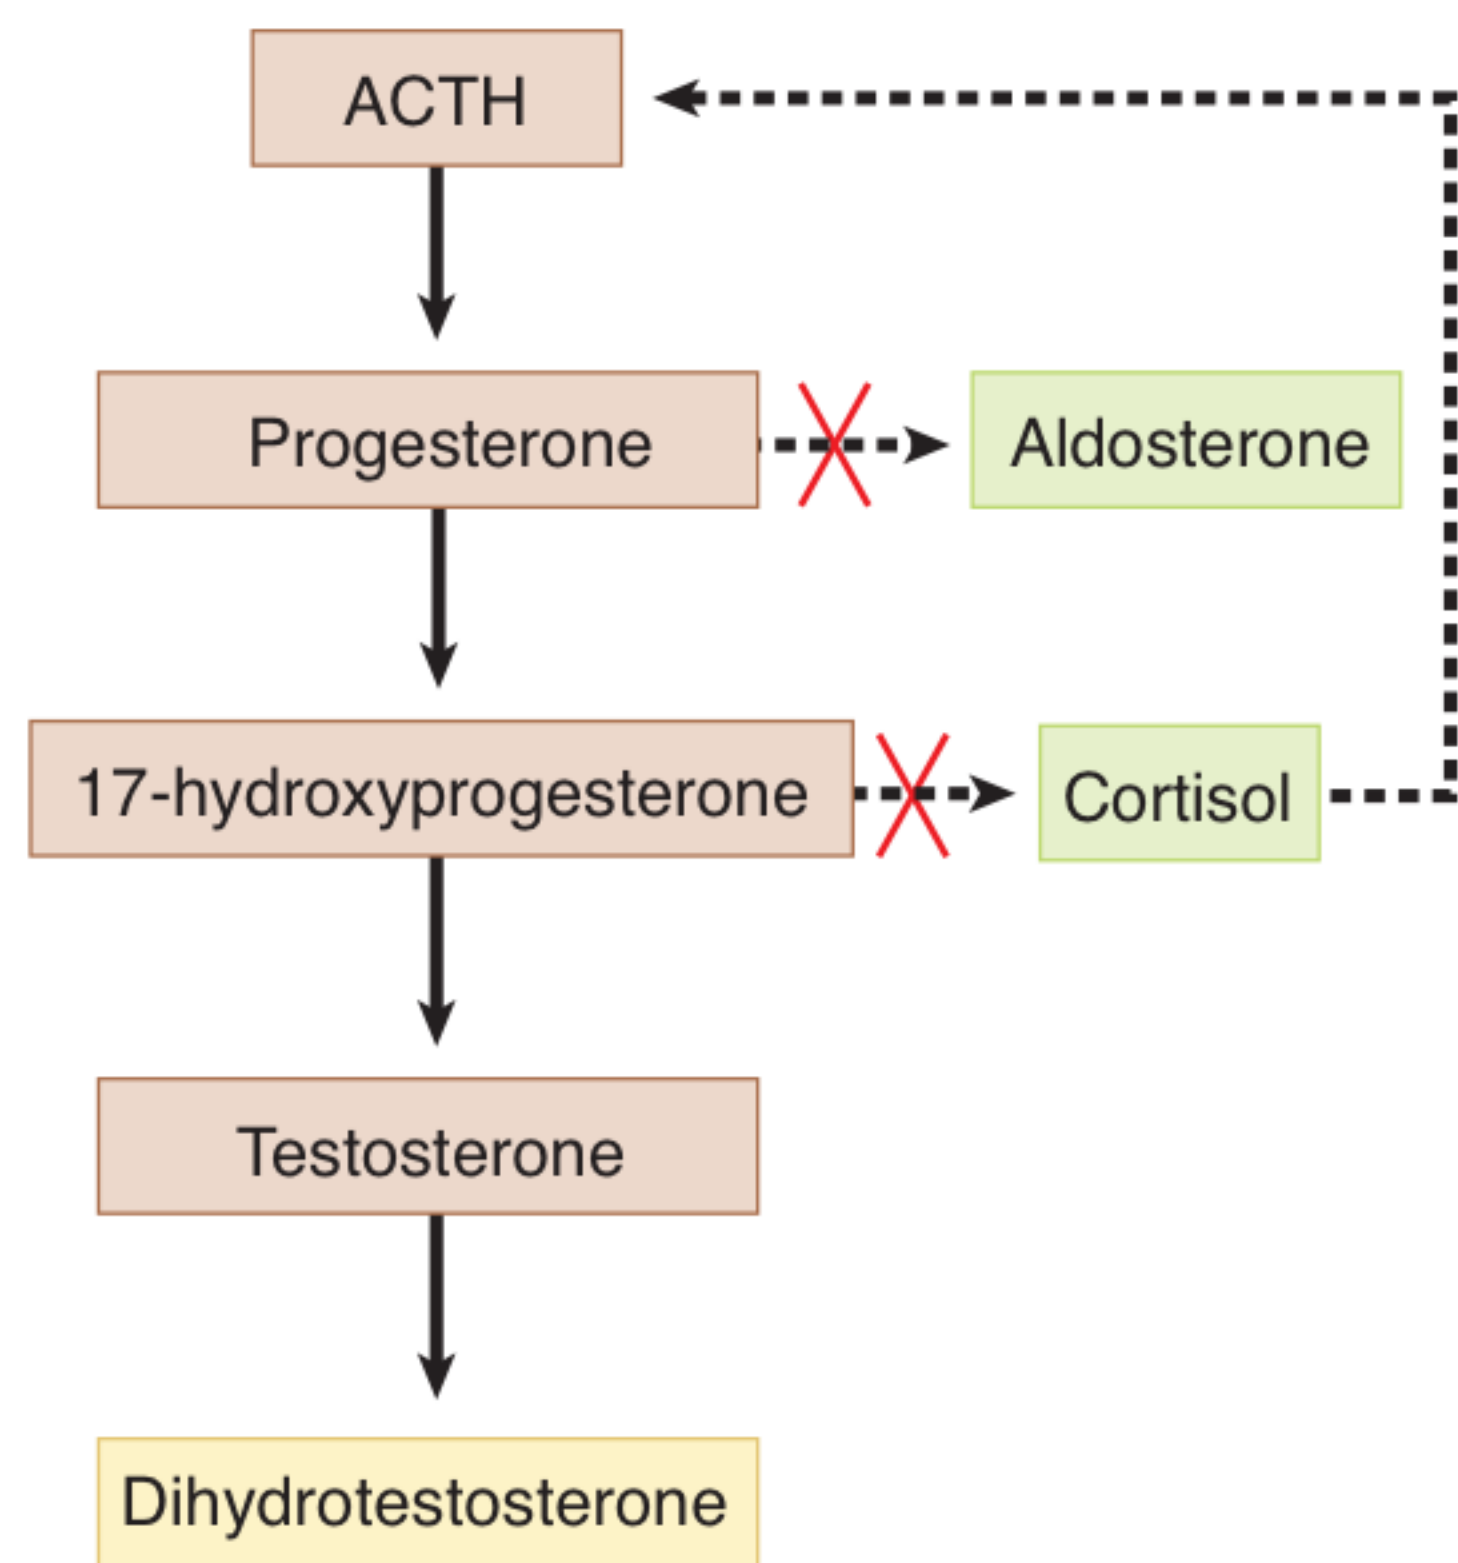 ACTH
Progesterone
Aldosterone
17-hydroxyprogesterone
Cortisol
Testosterone
Dihydrotestosterone